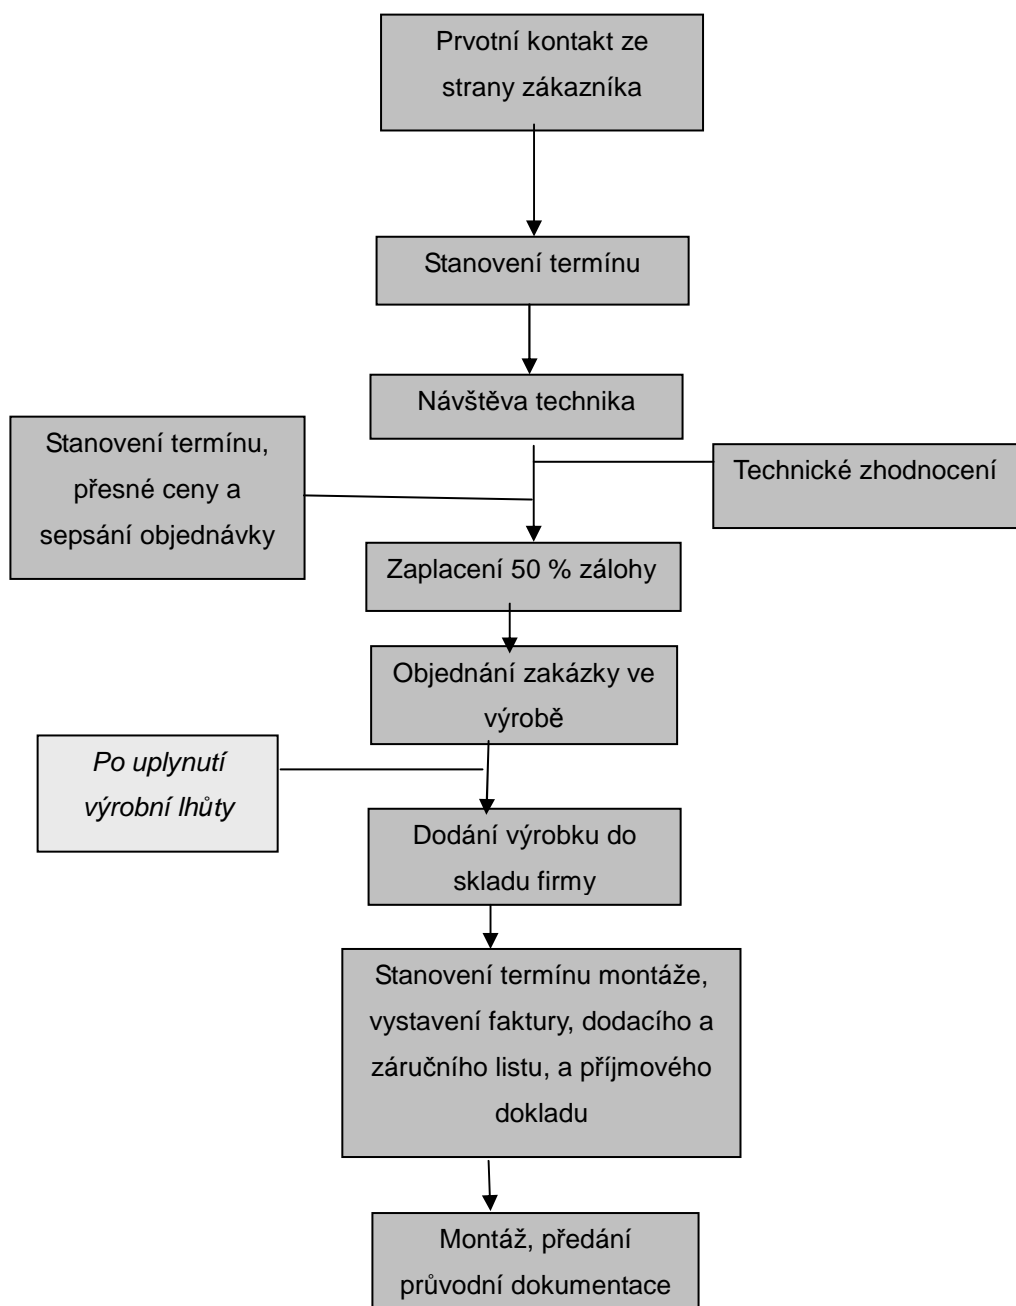 Prvotní kontakt ze
strany zákazníka
Stanovení termínu
Návštěva technika
Stanovení termínu,
přesné ceny a
sepsání objednávky
Technické zhodnocení
Zaplacení 50 % zálohy
Objednání zakázky ve
výrobě
Po uplynutí
výrobní lhůty
Dodání výrobku do
skladu firmy
Stanovení termínu montáže,
vystavení faktury, dodacího a
záručního listu, a příjmového
dokladu
Montáž, předání
průvodní dokumentace